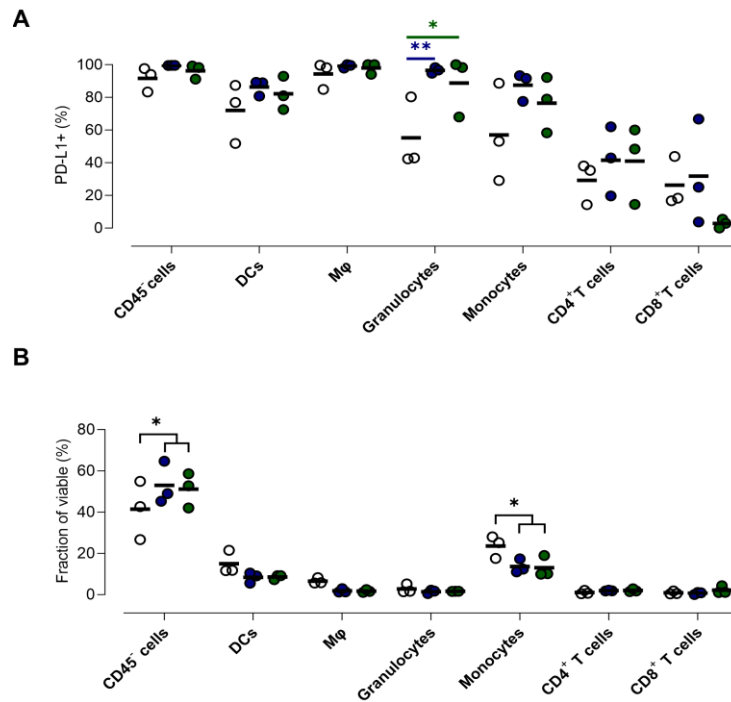 A
*
**
100
80
60
40
20
0
PD-L1+ (%)
CD45⁻ cells
DCs
Mφ
Granulocytes
Monocytes
CD4⁺T cells
CD8⁺T cells
B
80
60
40
20
0
Fraction of viable (%)
*
*
CD45⁻ cells
DCs
Mφ
Granulocytes
Monocytes
CD4⁺ T cells
CD8⁺ T cells